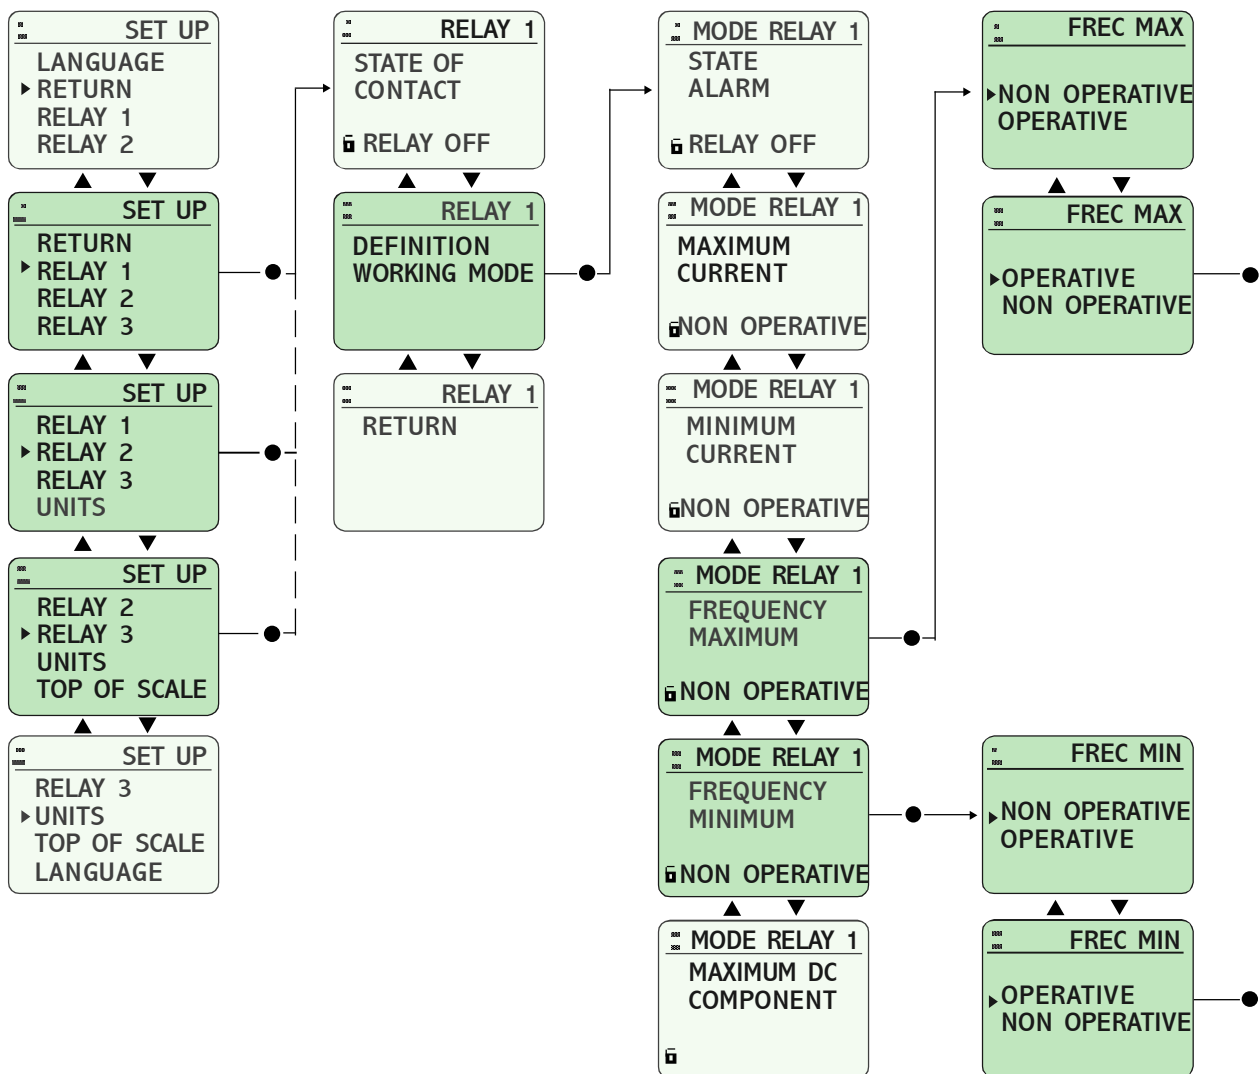 SET UP
LANGUAGE
RETURN
RELAY 1
RELAY 2
SET UP
RETURN
RELAY 1
RELAY 2
RELAY 3
SET UP
RELAY 1
RELAY 2
RELAY 3
UNITS
SET UP
RELAY 2
RELAY 3
UNITS
TOP OF SCALE
SET UP
RELAY 3
UNITS
TOP OF SCALE
LANGUAGE
RELAY 1
STATE OF
CONTACT
RELAY OFF
RELAY 1
DEFINITION
WORKING MODE
RELAY 1
RETURN
MODE RELAY 1
STATE
ALARM
RELAY OFF
MODE RELAY 1
MAXIMUM
CURRENT
NON OPERATIVE
MODE RELAY 1
MINIMUM
CURRENT
NON OPERATIVE
MODE RELAY 1
FREQUENCY
MAXIMUM
NON OPERATIVE
MODE RELAY 1
FREQUENCY
MINIMUM
NON OPERATIVE
MODE RELAY 1
MAXIMUM DC
COMPONENT
FREC MAX
NON OPERATIVE
OPERATIVE
FREC MAX
OPERATIVE
NON OPERATIVE
FREC MIN
NON OPERATIVE
OPERATIVE
FREC MIN
OPERATIVE
NON OPERATIVE